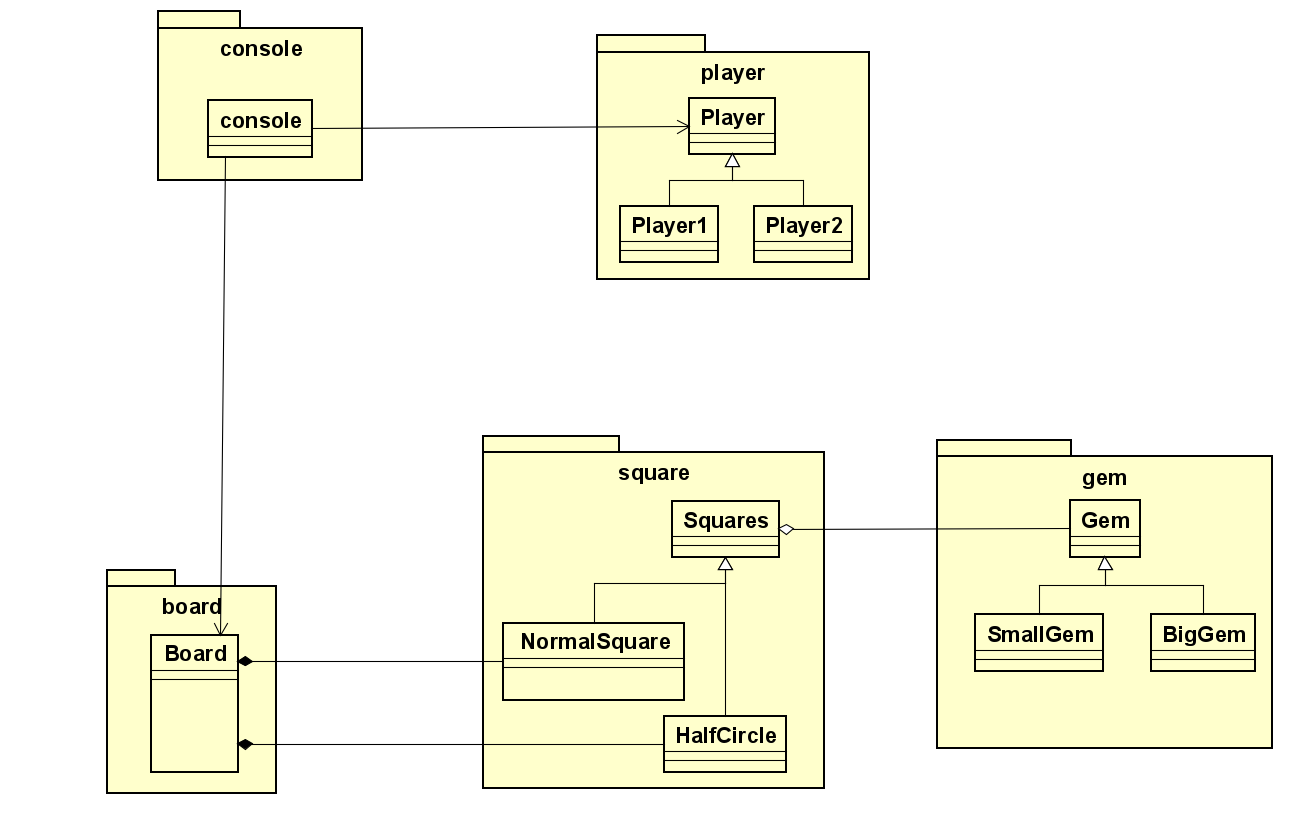 console
console
player
Player
Player1
Player2
square
Squares
NormalSquare
HalfCircle
gem
Gem
SmallGem
BigGem
board
Board